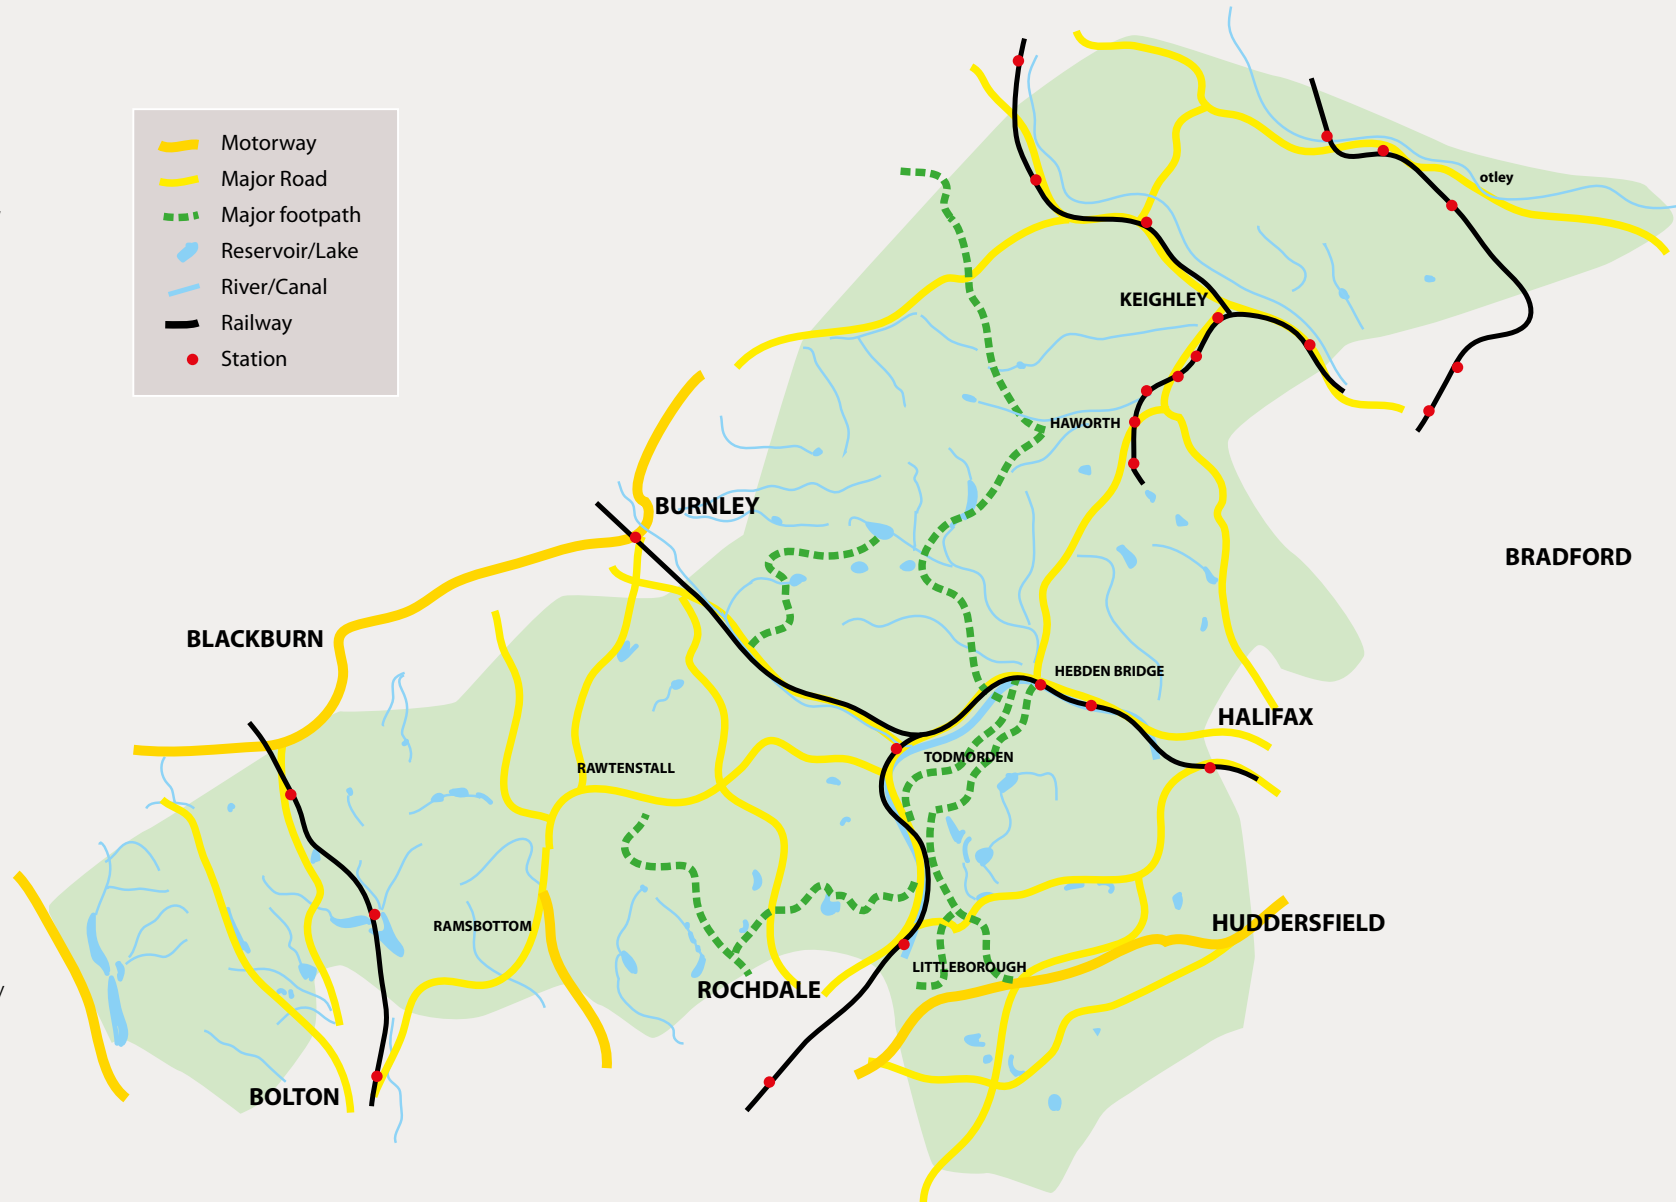 Motorway
Major Road
Major footpath
Reservoir/Lake
River/Canal
Railway
Station
otley
KEIGHLEY
HAWORTH
BURNLEY
BRADFORD
BLACKBURN
HEBDEN BRIDGE
HALIFAX
TODMORDEN
RAWTENSTALL
RAMSBOTTOM
HUDDERSFIELD
LITTLEBOROUGH
ROCHDALE
BOLTON